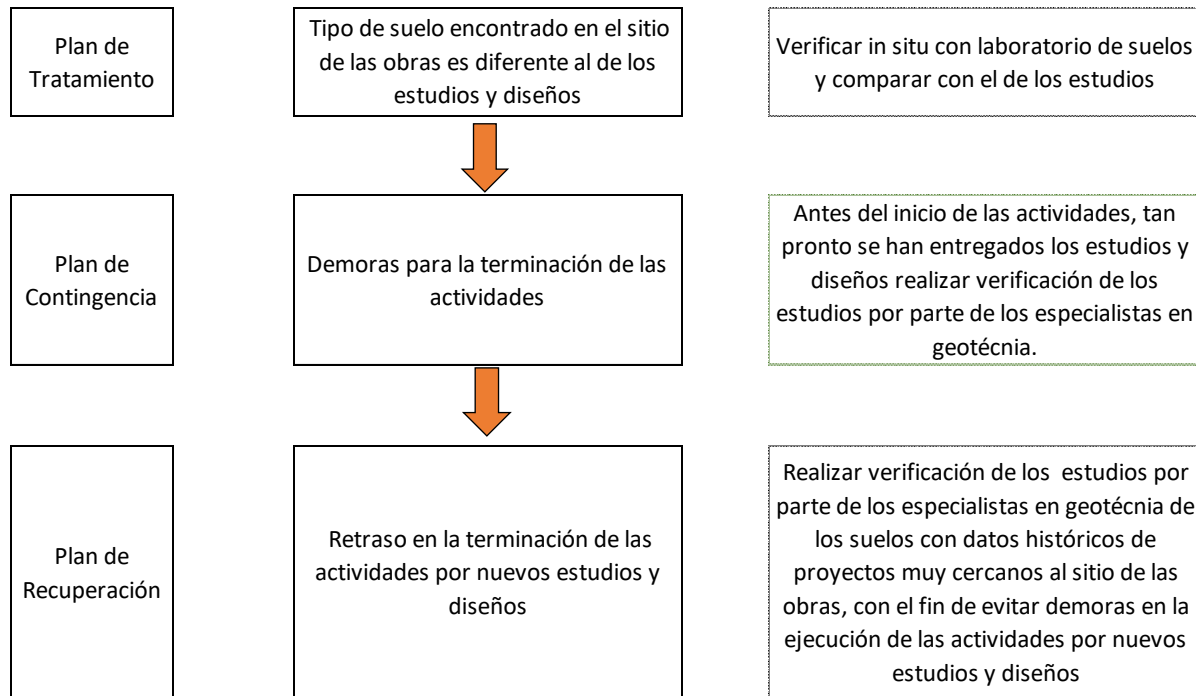 Plan de
Tratamiento
Tipo de suelo encontrado en el sitio
de las obras es diferente al de los
estudios y diseños
Verificar in situ con laboratorio de suelos
y comparar con el de los estudios
Plan de
Contingencia
Demoras para la terminación de las
actividades
Antes del inicio de las actividades, tan
pronto se han entregados los estudios y
diseños realizar verificación de los
estudios por parte de los especialistas en
geotécnia.
Plan de
Recuperación
Retraso en la terminación de las
actividades por nuevos estudios y
diseños
Realizar verificación de los estudios por
parte de los especialistas en geotécnia de
los suelos con datos históricos de
proyectos muy cercanos al sitio de las
obras, con el fin de evitar demoras en la
ejecución de las actividades por nuevos
estudios y diseños